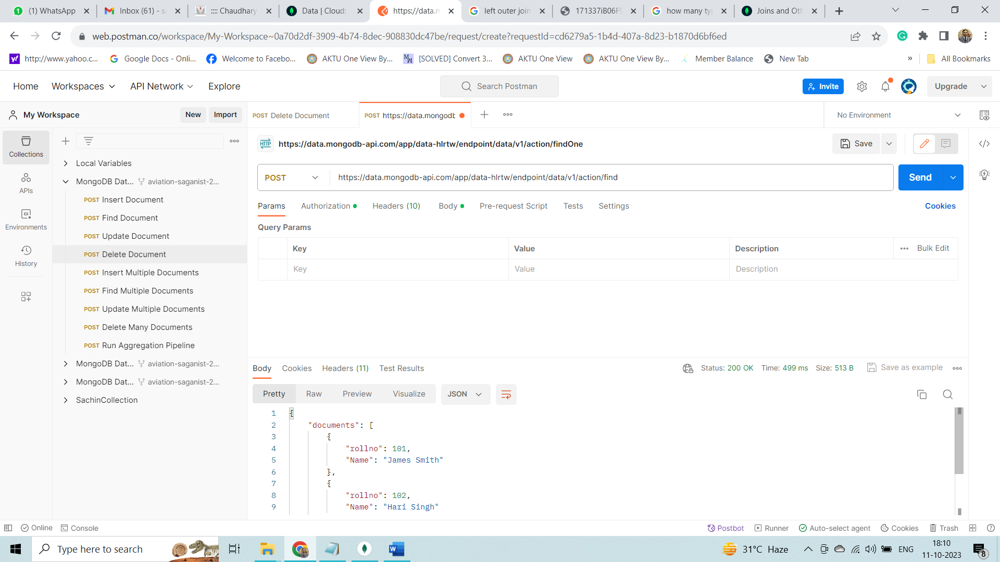 (1) WhatsApp
Inbox (61) - s
:::: Chaudhary
Data | Cloud:
https://data.m
left outer join
171337iB06F9
how many ty
Joins and Oth
web.postman.co/workspace/My-Workspace~0a70d2df-3909-4b74-8dec-908830dc47be/request/create?requestId=cd6279a5-1b4d-407a-8d23-b1870d6bf6ed
http://www.yahoo.c...
Google Docs - Onli...
Welcome to Facebo...
AKTU One View By...
[SOLVED] Convert 3...
AKTU One View
AKTU One View By...
Member Balance
New Tab
»
All Bookmarks
Home
Workspaces
API Network
Explore
Search Postman
Invite
Upgrade
My Workspace
New
Import
POST Delete Document
POST https://data.mongodb
No Environment
Collections
APIs
Environments
History
Local Variables
MongoDB Dat... aviation-saganist-2...
POST Insert Document
POST Find Document
POST Update Document
POST Delete Document
POST Insert Multiple Documents
POST Find Multiple Documents
POST Update Multiple Documents
POST Delete Many Documents
POST Run Aggregation Pipeline
MongoDB Dat... aviation-saganist-2...
MongoDB Dat... aviation-saganist-2...
SachinCollection
HTTP https://data.mongodb-api.com/app/data-hlrtw/endpoint/data/v1/action/findOne
Save
POST https://data.mongodb-api.com/app/data-hlrtw/endpoint/data/v1/action/find
Send
Params Authorization Headers (10) Body Pre-request Script Tests Settings Cookies
Query Params
Key Value Description Bulk Edit
Key Value Description
Body Cookies Headers (11) Test Results
Status: 200 OK Time: 499 ms Size: 513 B Save as example
Pretty Raw Preview Visualize JSON
1 {
2 "documents": [
3 {
4 "rollno": 101,
5 "Name": "James Smith"
6 },
7 {
8 "rollno": 102,
9 "Name": "Hari Singh"
Online Console
Postbot Runner Auto-select agent Cookies Trash
Type here to search
31°C Haze
ENG
18:10
11-10-2023
8